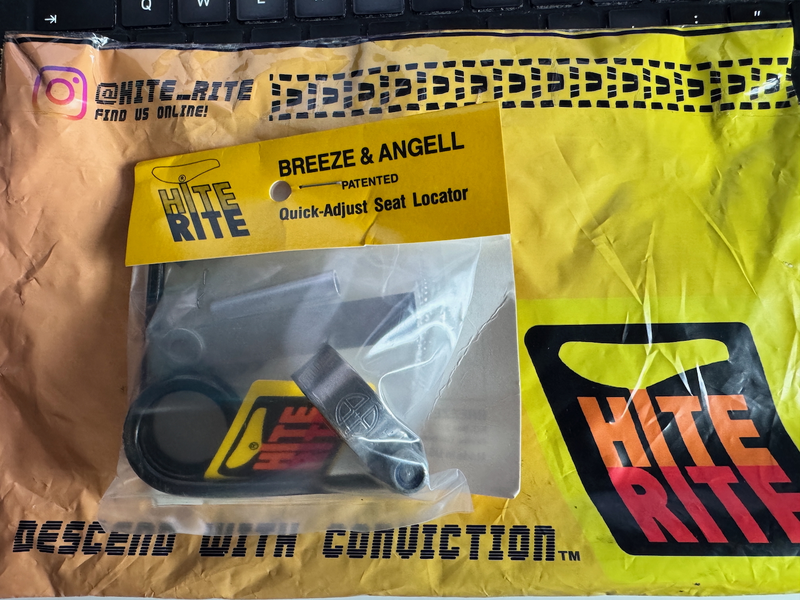 Q
W
"
@HITE_RITE
FIND US ONLINE!
HITE
RITE
BREEZE & ANGELL
PATENTED
Quick-Adjust Seat Locator
HITE
RITE
HITE
RITE
DESCEND WITH CONVICTION™